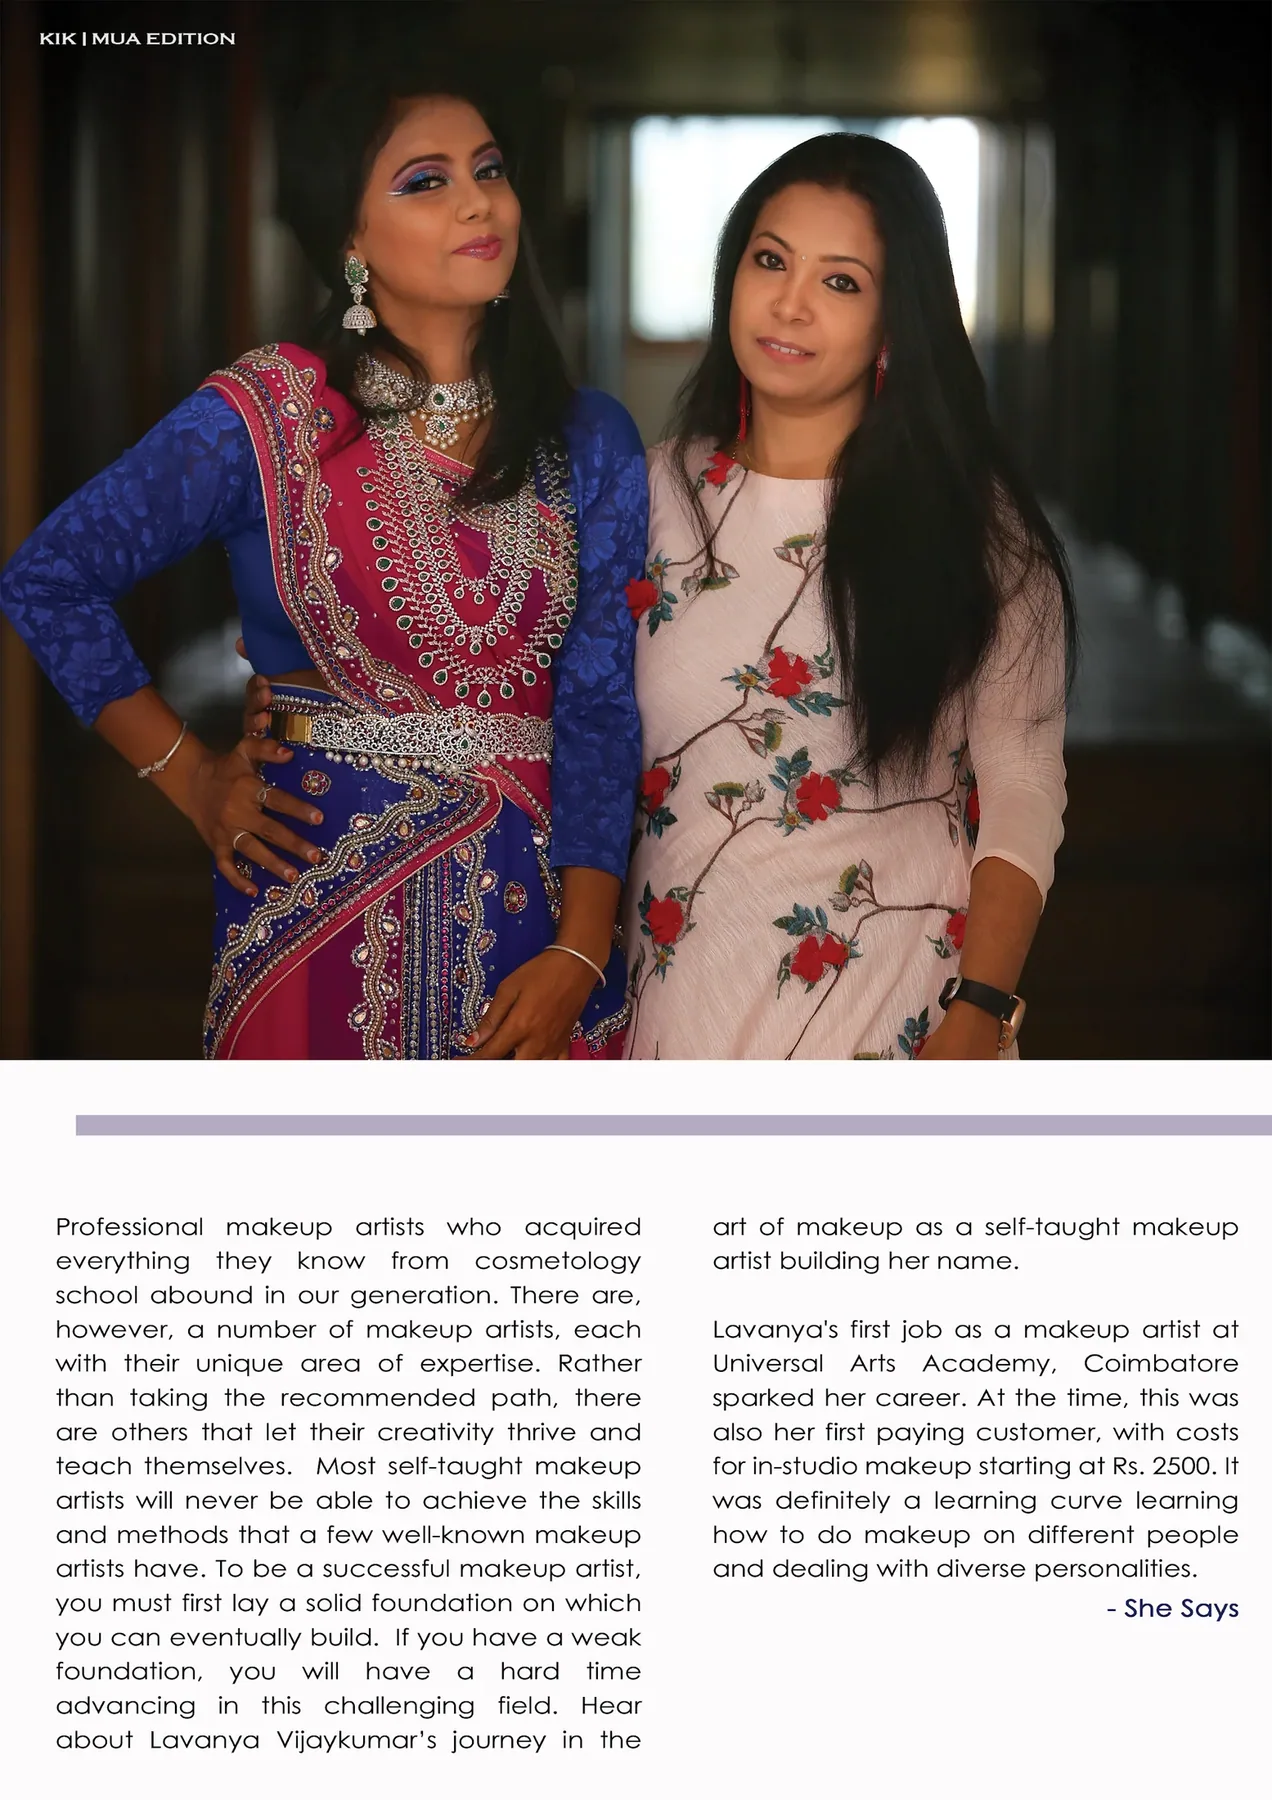 KIK | MUA EDITION
Professional makeup artists who acquired
everything they know from cosmetology
school abound in our generation. There are,
however, a number of makeup artists, each
with their unique area of expertise. Rather
than taking the recommended path, there
are others that let their creativity thrive and
teach themselves. Most self-taught makeup
artists will never be able to achieve the skills
and methods that a few well-known makeup
artists have. To be a successful makeup artist,
you must first lay a solid foundation on which
you can eventually build. If you have a weak
foundation, you will have a hard time
advancing in this challenging field. Hear
about Lavanya Vijaykumar’s journey in the
art of makeup as a self-taught makeup
artist building her name.
Lavanya's first job as a makeup artist at
Universal Arts Academy, Coimbatore
sparked her career. At the time, this was
also her first paying customer, with costs
for in-studio makeup starting at Rs. 2500. It
was definitely a learning curve learning
how to do makeup on different people
and dealing with diverse personalities.
- She Says